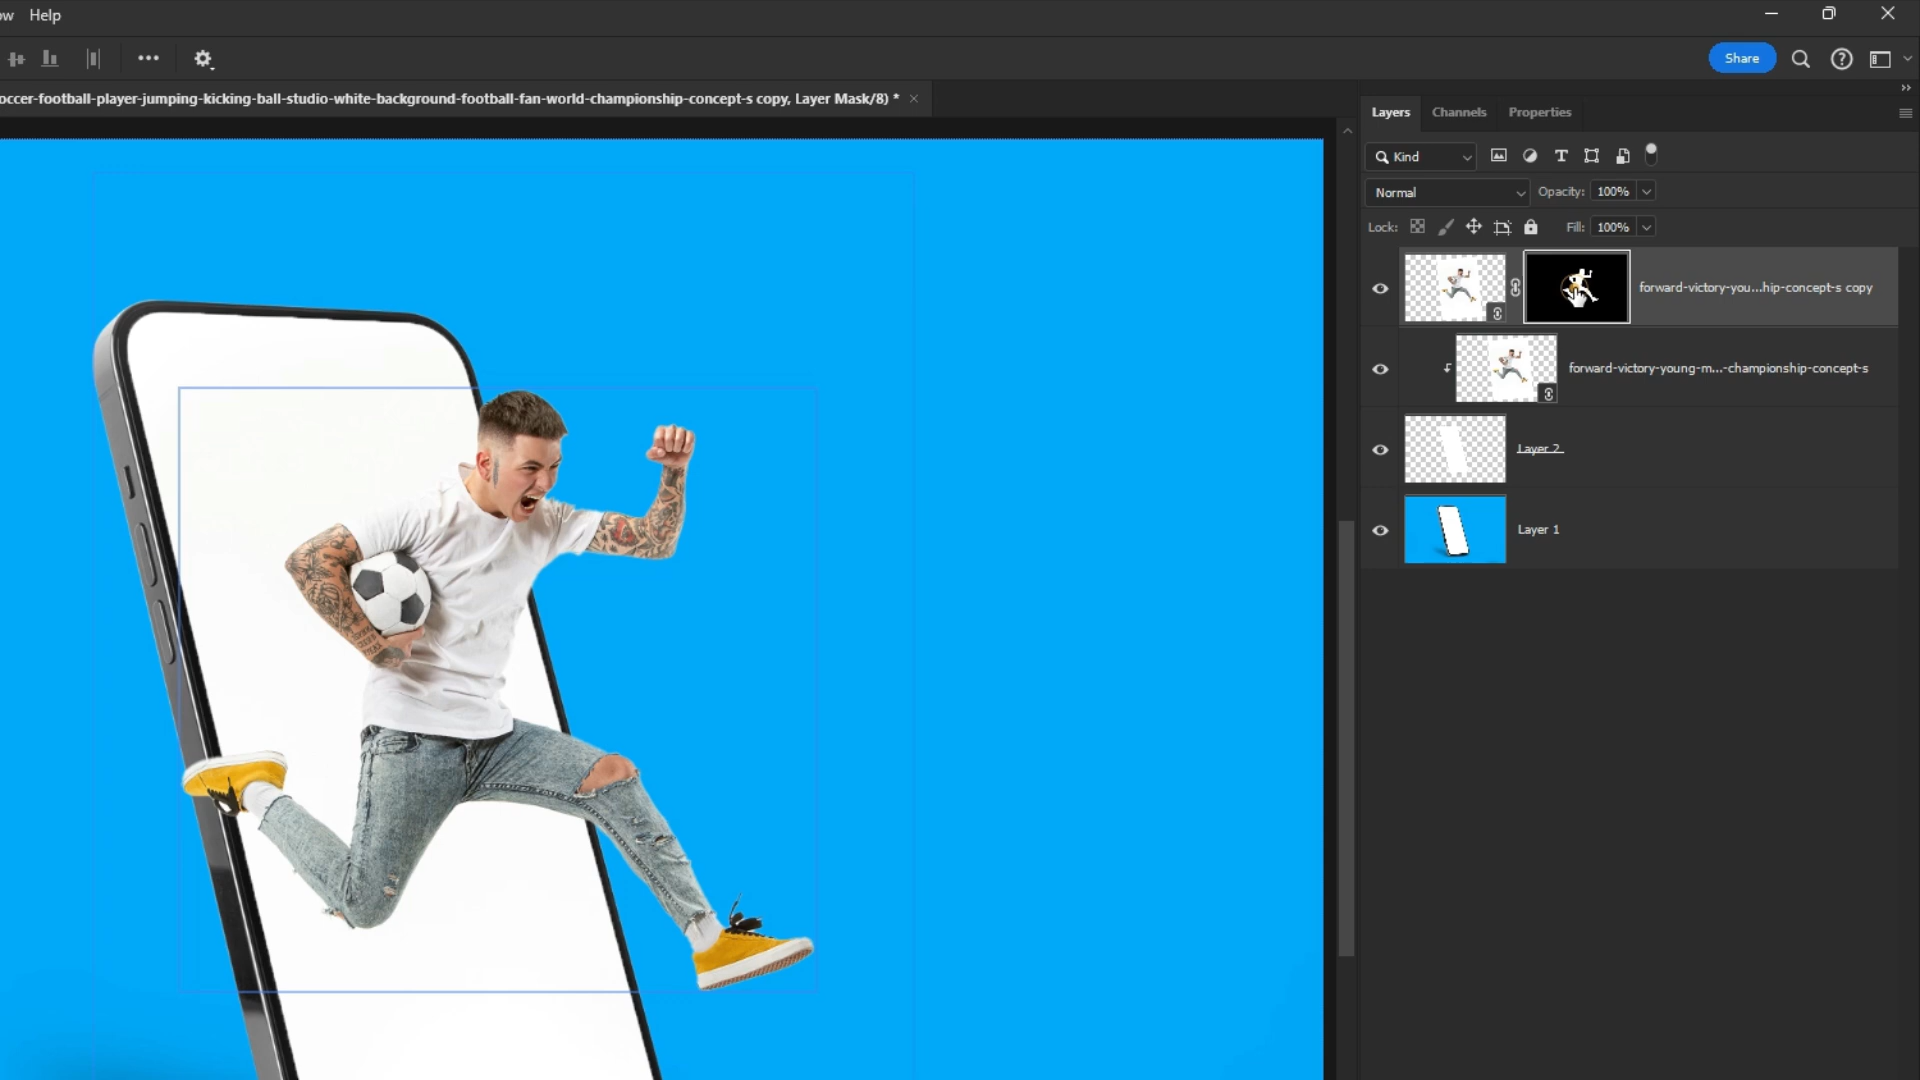 ow Help
Share
occer-football-player-jumping-kicking-ball-studio-white-background-football-fan-world-championship-concept-s copy, Layer Mask/8) *
Layers Channels Properties
Kind
Normal Opacity: 100%
Lock: Fill: 100%
forward-victory-you...hip-concept-s copy
forward-victory-young-m...-championship-concept-s
Layer 2
Layer 1